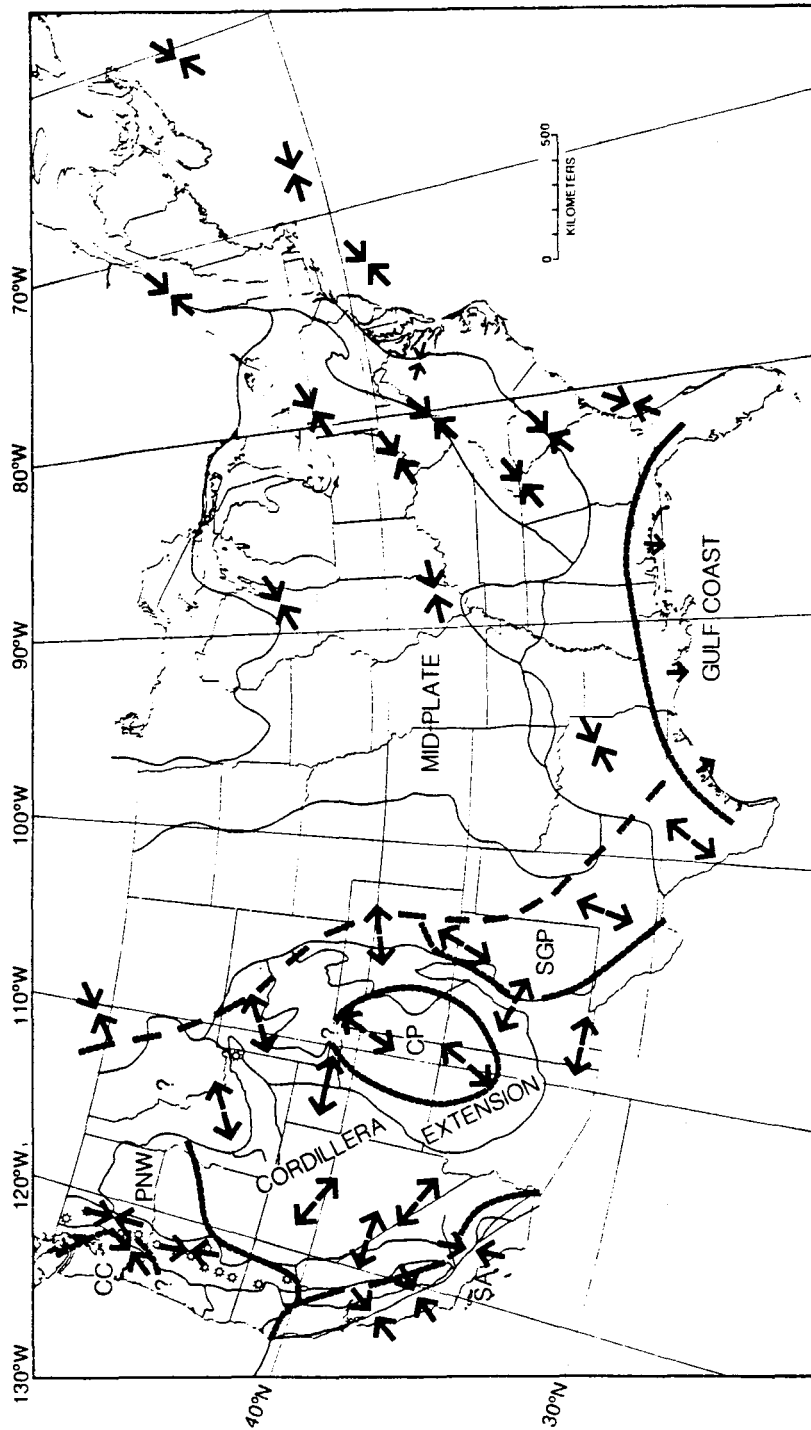 130°W
120°W
110°W
100°W
90°W
80°W
70°W
40°N
30°N
CC
PNW
?
?
?
CORDILLERA
EXTENSION
CP
SGP
SA
MID-PLATE
GULF COAST
0 500
KILOMETERS